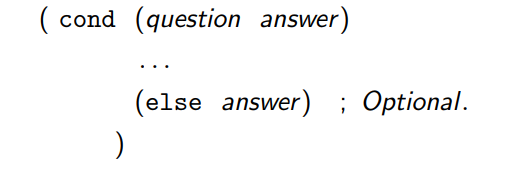 ( cond (question answer)
...
(else answer) ; Optional.
)